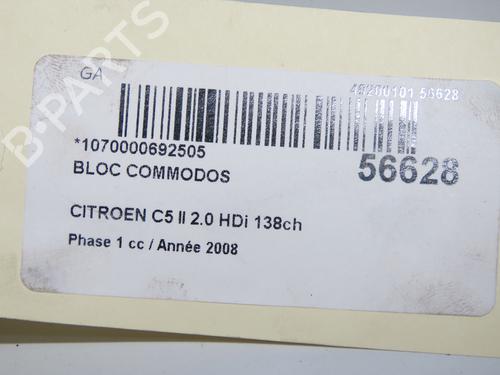 GA
45200101 56628
*1070000692505
56628
BLOC COMMODOS
CITROEN C5 II 2.0 HDi 138ch
Phase 1 cc / Année 2008
B-PARTS